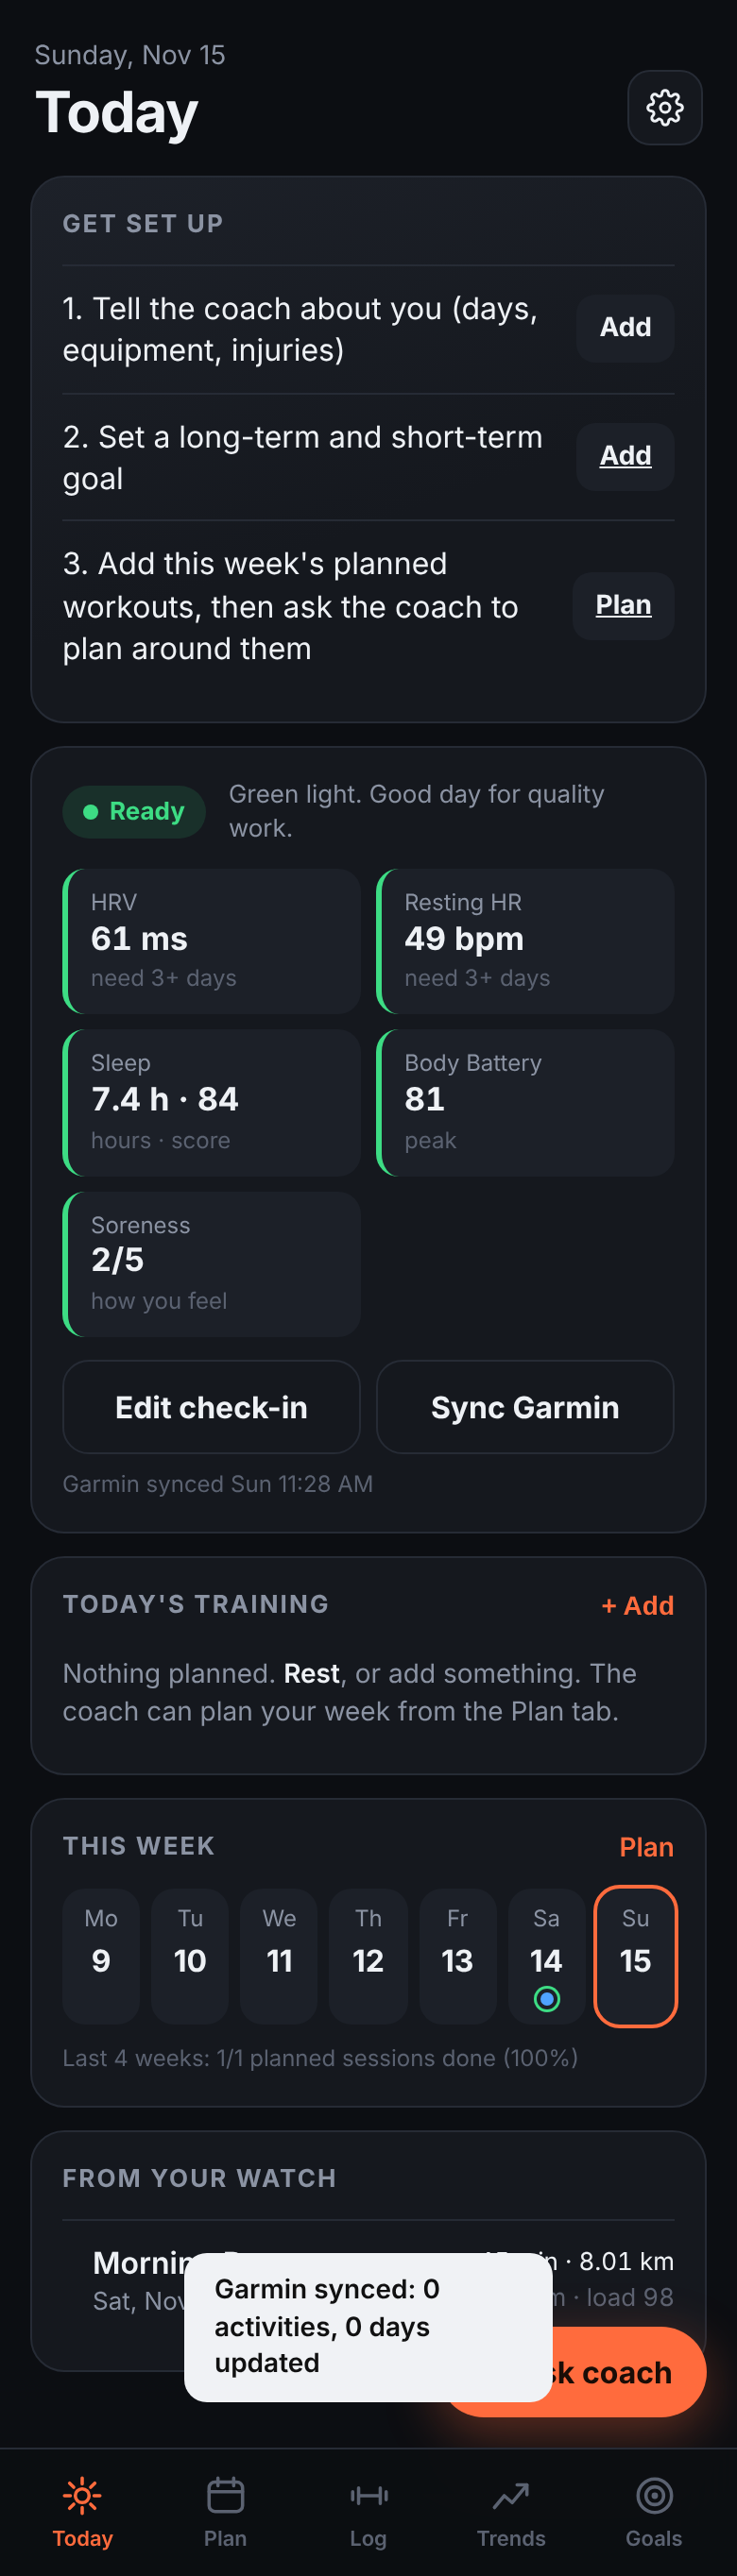 Sunday, Nov 15
Today
GET SET UP
1. Tell the coach about you (days,
equipment, injuries)
Add
2. Set a long-term and short-term
goal
Add
3. Add this week's planned
workouts, then ask the coach to
plan around them
Plan
Ready
Green light. Good day for quality
work.
HRV
61 ms
need 3+ days
Resting HR
49 bpm
need 3+ days
Sleep
7.4 h · 84
hours · score
Body Battery
81
peak
Soreness
2/5
how you feel
Edit check-in
Sync Garmin
Garmin synced Sun 11:28 AM
TODAY'S TRAINING
+ Add
Nothing planned. Rest, or add something. The
coach can plan your week from the Plan tab.
THIS WEEK
Plan
Mo
9
Tu
10
We
11
Th
12
Fr
13
Sa
14
Su
15
Last 4 weeks: 1/1 planned sessions done (100%)
FROM YOUR WATCH
· 8.01 km
Sat,
· load 98
Garmin synced: 0
activities, 0 days
updated
coach
Today
Plan
Log
Trends
Goals